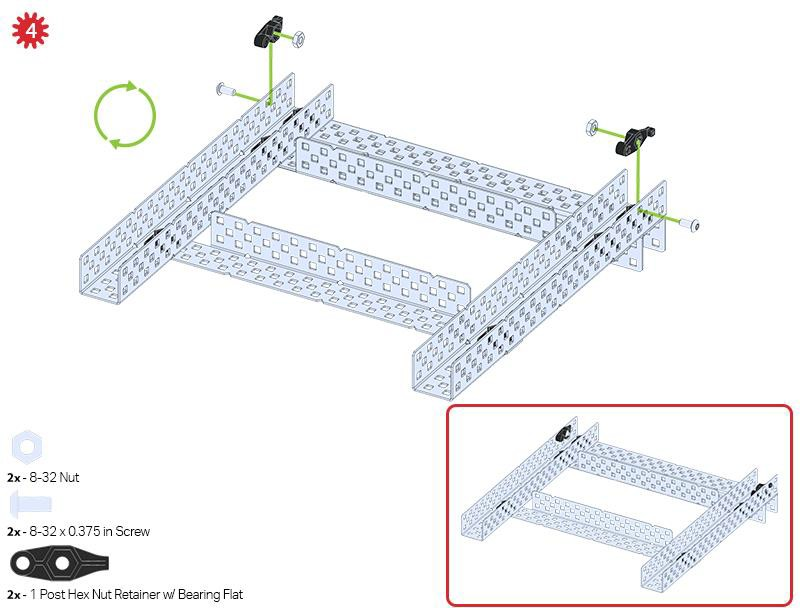 4
2x - 8-32 Nut
2x - 8-32 x 0.375 in Screw
2x - 1 Post Hex Nut Retainer w/ Bearing Flat